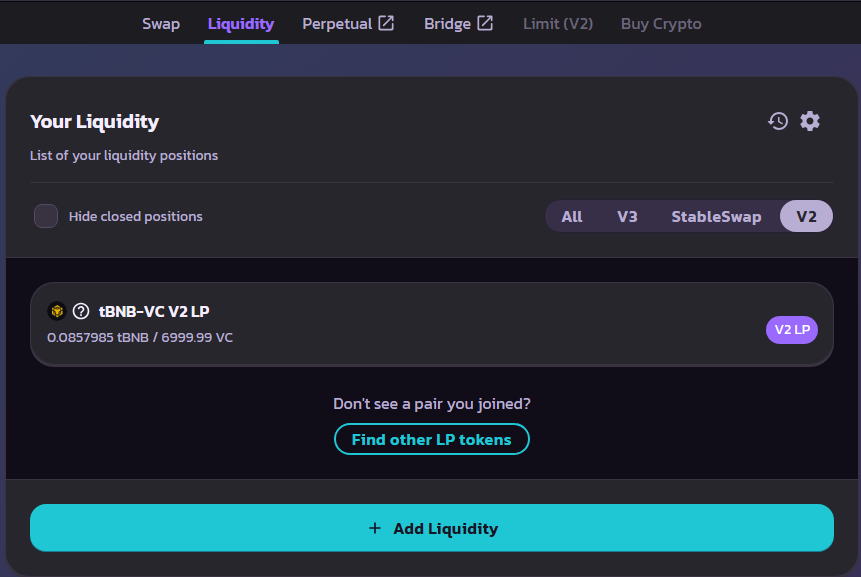 Swap Liquidity Perpetual Bridge Limit (V2) Buy Crypto
Your Liquidity
List of your liquidity positions
Hide closed positions All V3 StableSwap V2
tBNB-VC V2 LP
0.0857985 tBNB / 6999.99 VC
V2 LP
Don't see a pair you joined?
Find other LP tokens
+ Add Liquidity